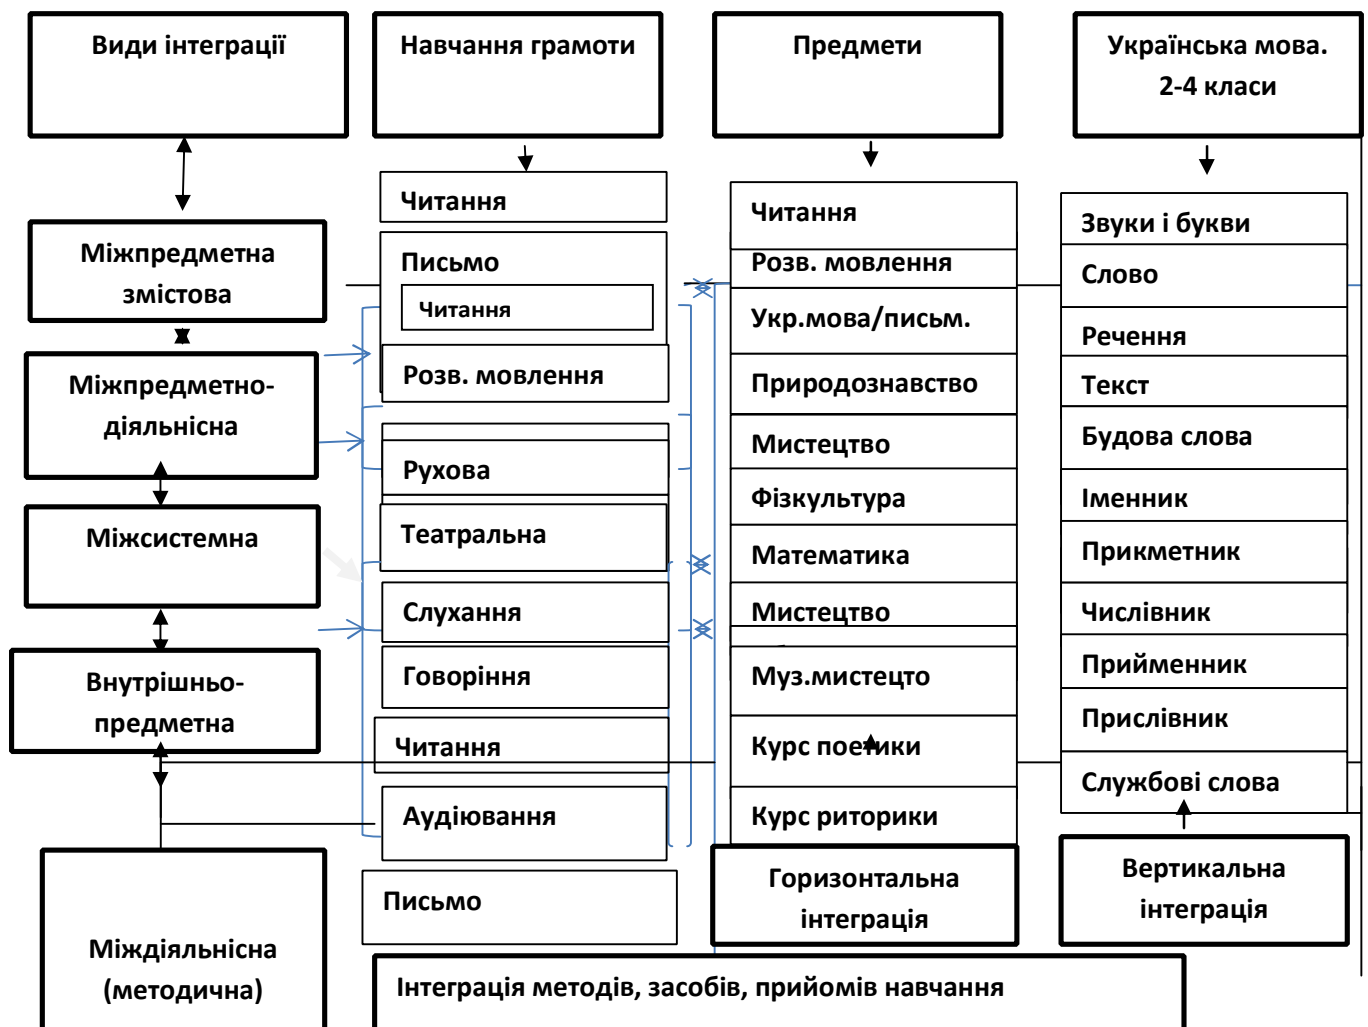 Види інтеграції
Навчання грамоти
Предмети
Українська мова.
2-4 класи
Міжпредметна
змістова
Міжпредметно-
діяльнісна
Міжсистемна
Внутрішньо-
предметна
Міждіяльнісна
(методична)
Читання
Письмо
Читання
Розв. мовлення
Рухова
Театральна
Слухання
Говоріння
Читання
Аудіювання
Письмо
Читання
Розв. мовлення
Укр.мова/письм.
Природознавство
Мистецтво
Фізкультура
Математика
Мистецтво
Муз.мистецто
Курс поетики
Курс риторики
Горизонтальна
інтеграція
Звуки і букви
Слово
Речення
Текст
Будова слова
Іменник
Прикметник
Числівник
Прийменник
Прислівник
Службові слова
Вертикальна
інтеграція
Інтеграція методів, засобів, прийомів навчання